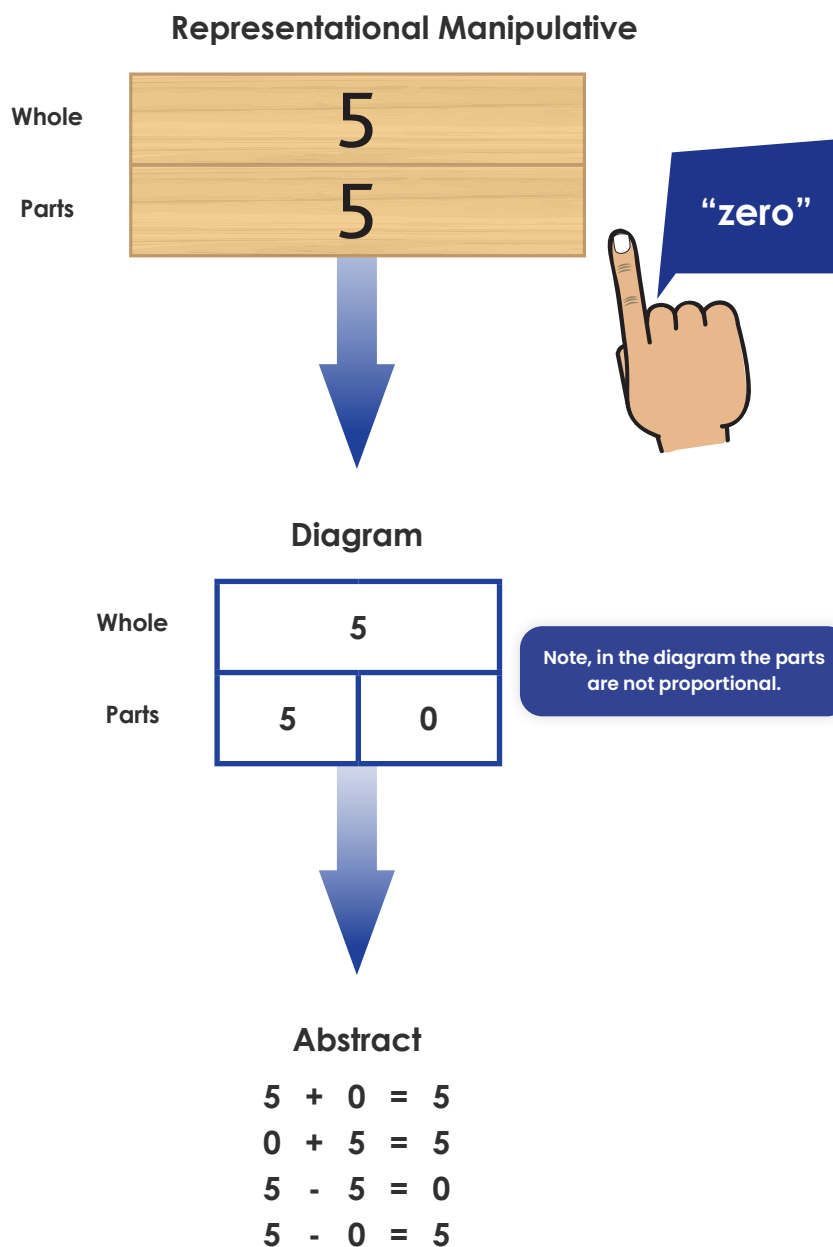 Representational Manipulative
Whole
5
Parts
5
“zero”
Diagram
Whole
5
Note, in the diagram the parts
are not proportional.
Parts
5 0
Abstract
5 + 0 = 5
0 + 5 = 5
5 - 5 = 0
5 - 0 = 5